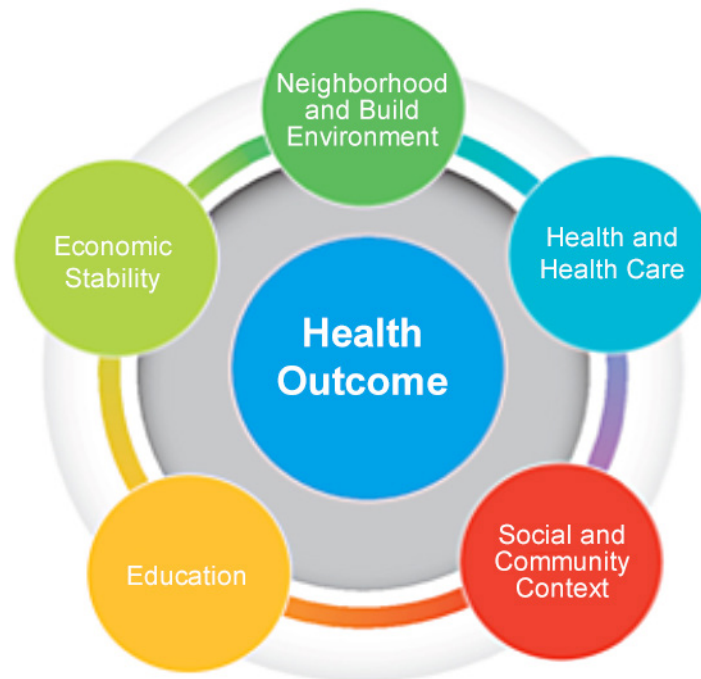 Neighborhood
and Build
Environment
Economic
Stability
Health and
Health Care
Health
Outcome
Education
Social and
Community
Context